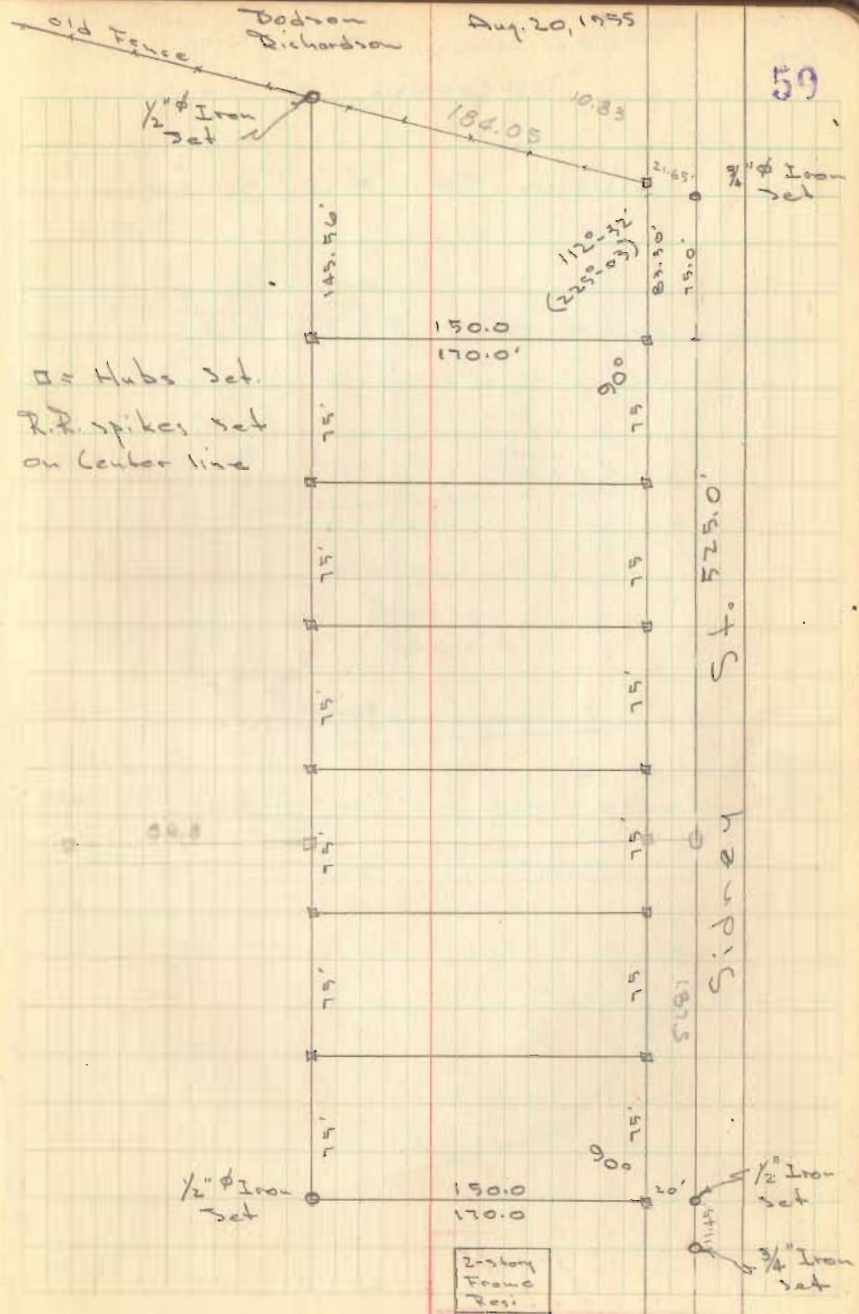 Dodson
Richardson
Aug. 20, 1955
59
Old Fence
1/2" ϕ Iron
Set
184.05
10.83
21.65
3/4" ϕ Iron
Set
112°-32'
(225°-03')
83.30'
75.0'
150.0
170.0'
90°
□ = Hubs Set.
R.R. spikes set
on Center line
75'
75
75'
75
75'
75'
75'
75'
75'
75
75'
75'
Sidney St. 525.0'
187.5
90°
1/2" ϕ Iron
Set
150.0
170.0
20'
1/2" Iron
Set
11.45'
3/4" Iron
Set
2-Story
Frame
Resi